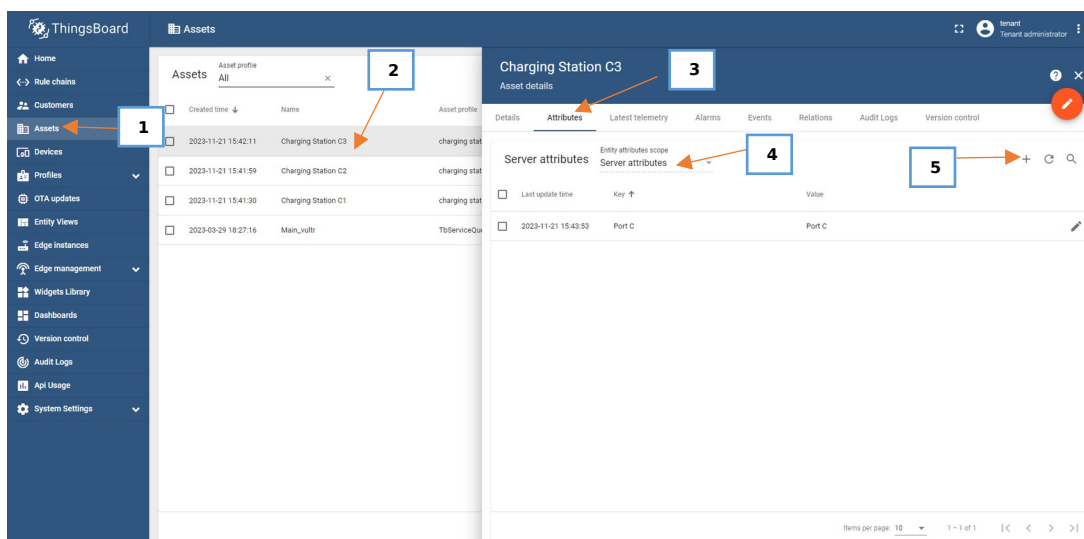 ThingsBoard
Assets
tenant
Tenant administrator
Home
Rule chains
Customers
Assets
Devices
Profiles
OTA updates
Entity Views
Edge instances
Edge management
Widgets Library
Dashboards
Version control
Audit Logs
Api Usage
System Settings
1
Assets
Asset profile
All
2
Created time Name Asset profile
2023-11-21 15:42:11 Charging Station C3 charging stat
2023-11-21 15:41:59 Charging Station C2 charging stat
2023-11-21 15:41:30 Charging Station C1 charging stat
2023-03-29 18:27:16 Main_vultr TbServiceQu
Charging Station C3
Asset details
3
Details Attributes Latest telemetry Alarms Events Relations Audit Logs Version control
Server attributes
Entity attributes scope
Server attributes
4
5
Last update time Key Value
2023-11-21 15:43:53 Port C Port C
Items per page: 10 1 – 1 of 1